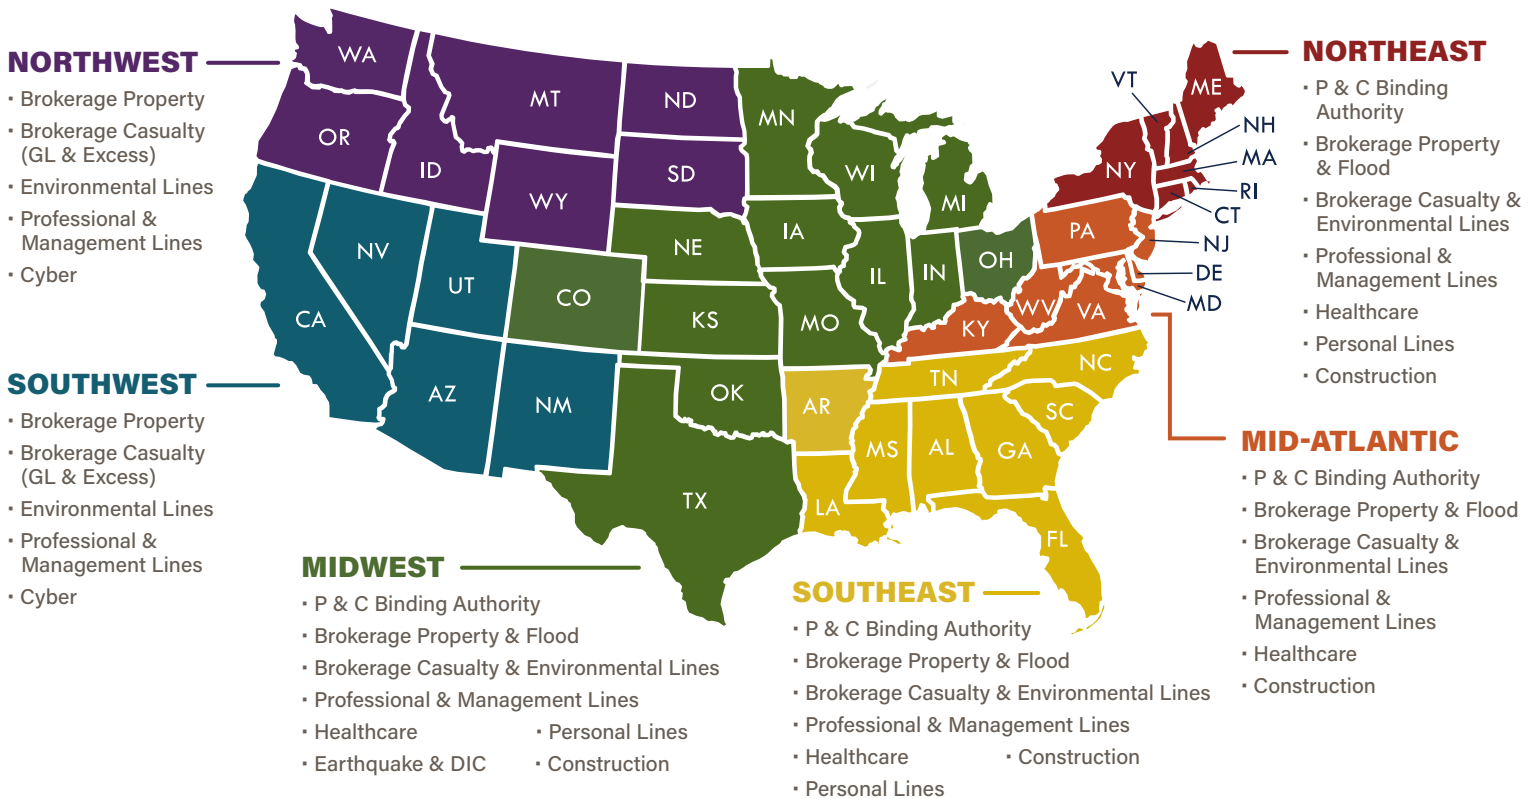 NORTHWEST
· Brokerage Property
· Brokerage Casualty
(GL & Excess)
· Environmental Lines
· Professional &
Management Lines
· Cyber
SOUTHWEST
· Brokerage Property
· Brokerage Casualty
(GL & Excess)
· Environmental Lines
· Professional &
Management Lines
· Cyber
WA
OR
ID
MT
WY
ND
SD
CA
NV
UT
AZ
NM
CO
NE
KS
OK
TX
MN
IA
MO
WI
IL
MI
IN
OH
KY
WV
VA
PA
NY
VT
ME
NH
MA
RI
CT
NJ
DE
MD
AR
LA
TN
MS
AL
GA
NC
SC
FL
NORTHEAST
· P & C Binding
Authority
· Brokerage Property
& Flood
· Brokerage Casualty &
Environmental Lines
· Professional &
Management Lines
· Healthcare
· Personal Lines
· Construction
MID-ATLANTIC
· P & C Binding Authority
· Brokerage Property & Flood
· Brokerage Casualty &
Environmental Lines
· Professional &
Management Lines
· Healthcare
· Construction
MIDWEST
· P & C Binding Authority
· Brokerage Property & Flood
· Brokerage Casualty & Environmental Lines
· Professional & Management Lines
· Healthcare · Personal Lines
· Earthquake & DIC · Construction
SOUTHEAST
· P & C Binding Authority
· Brokerage Property & Flood
· Brokerage Casualty & Environmental Lines
· Professional & Management Lines
· Healthcare · Construction
· Personal Lines